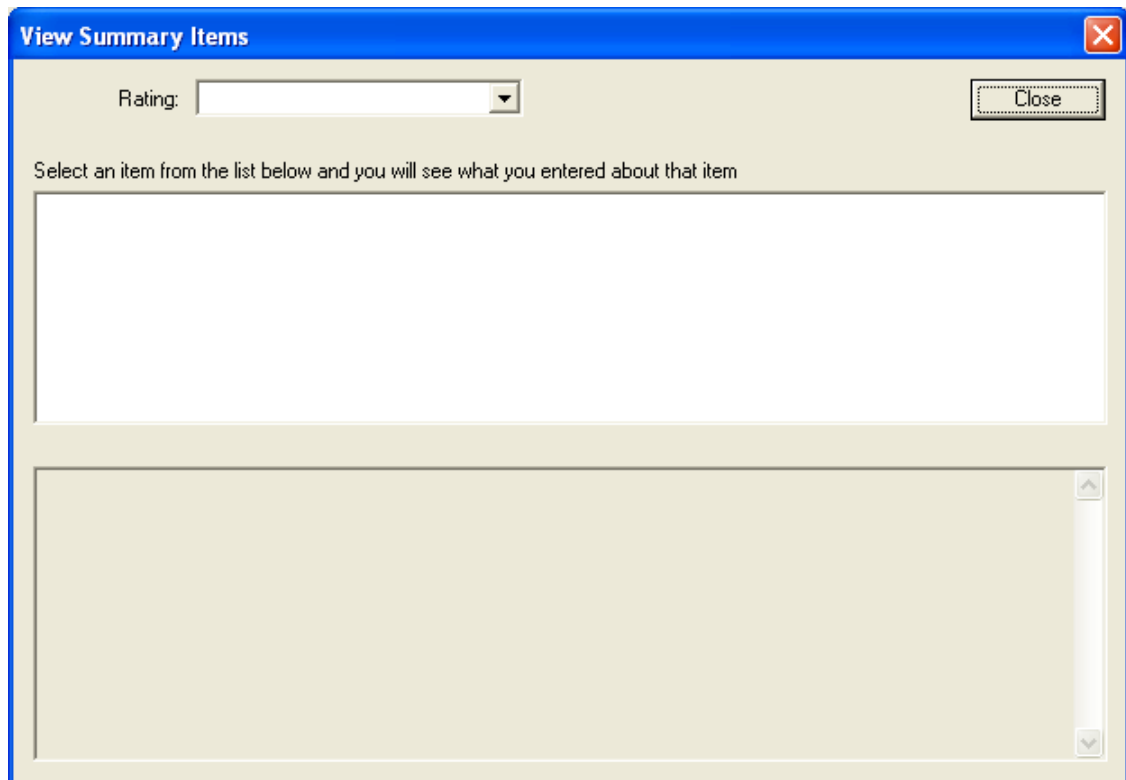 View Summary Items
Rating:
Close
Select an item from the list below and you will see what you entered about that item